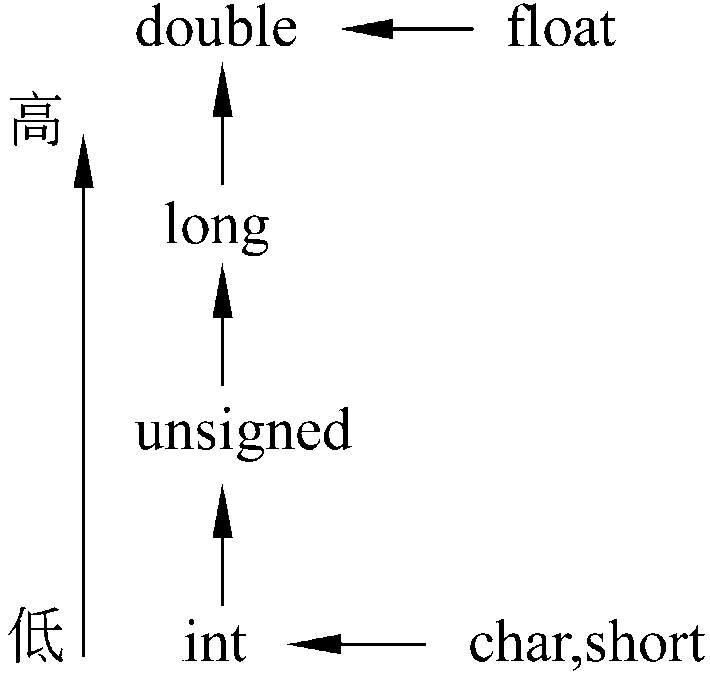 double float
高
long
unsigned
低 int char,short